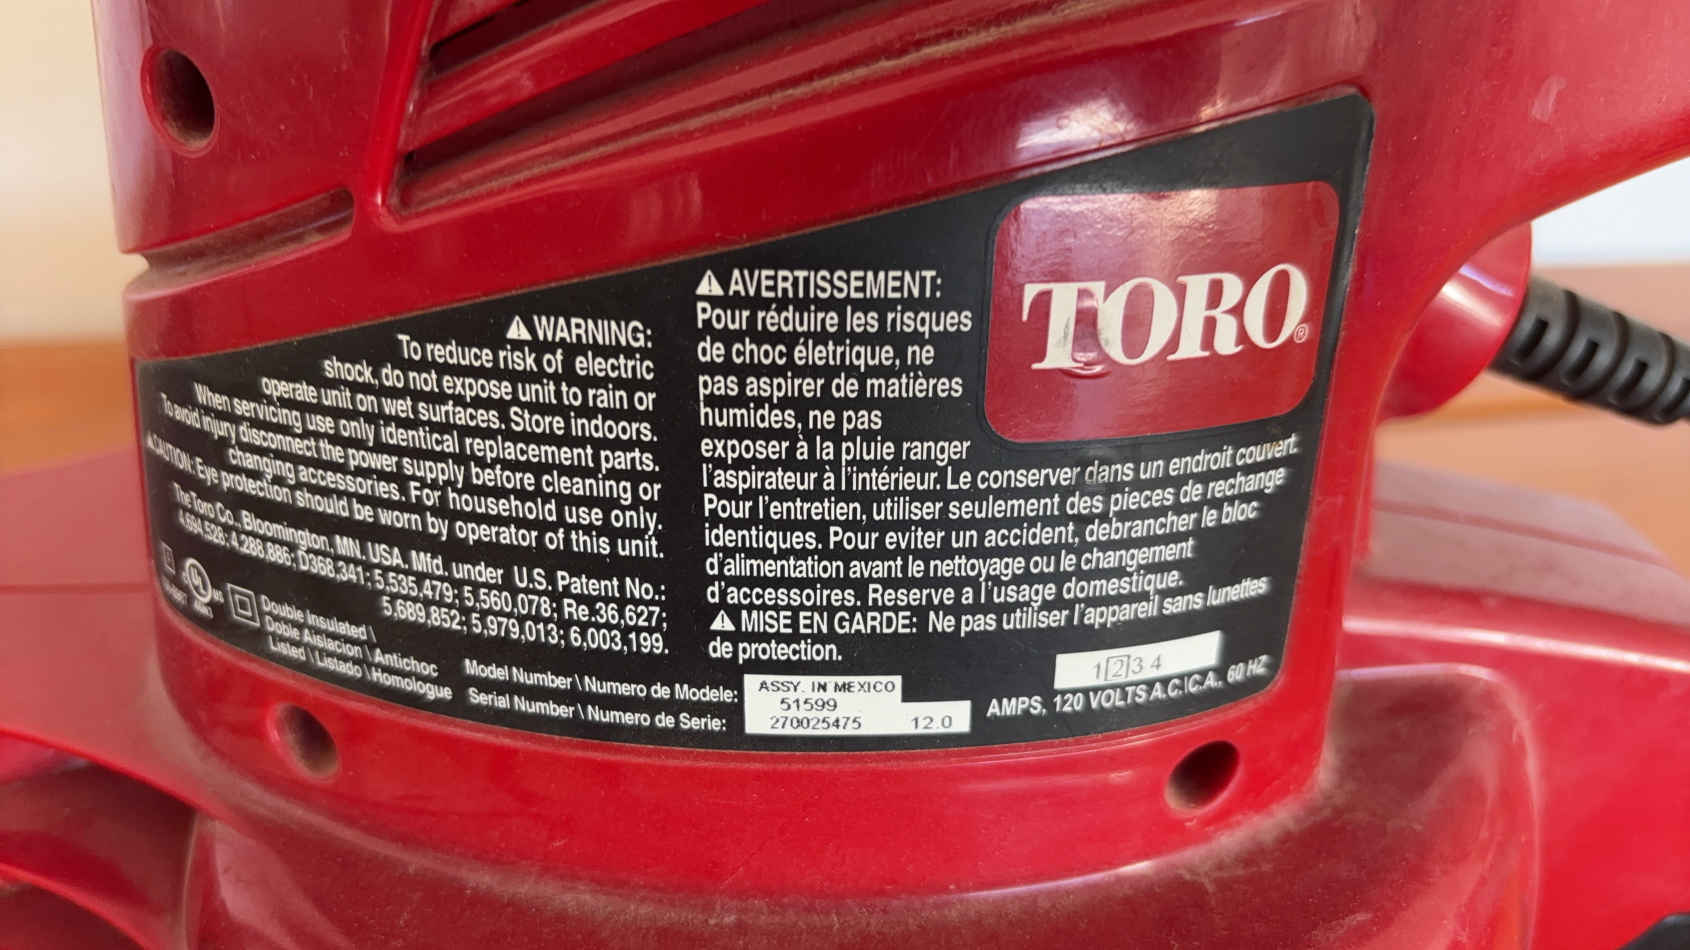 WARNING:
To reduce risk of electric
shock, do not expose unit to rain or
operate unit on wet surfaces. Store indoors.
When servicing use only identical replacement parts.
To avoid injury disconnect the power supply before cleaning or
changing accessories. For household use only.
CAUTION: Eye protection should be worn by operator of this unit.
The Toro Co., Bloomington, MN. USA. Mfd. under U.S. Patent No.:
4,694,528; 4,288,886; D368,341; 5,535,479; 5,560,078; Re.36,627;
5,689,852; 5,979,013; 6,003,199.
AVERTISSEMENT:
Pour réduire les risques
de choc életrique, ne
pas aspirer de matières
humides, ne pas
exposer à la pluie ranger
l'aspirateur à l'intérieur. Le conserver dans un endroit couvert.
Pour l'entretien, utiliser seulement des pieces de rechange
identiques. Pour eviter un accident, debrancher le bloc
d'alimentation avant le nettoyage ou le changement
d'accessoires. Reserve a l'usage domestique.
MISE EN GARDE: Ne pas utiliser l'appareil sans lunettes
de protection.
TORO®
UL
Double Insulated \
Doble Aislacion \ Antichoc
Listed \ Listado \ Homologue
Model Number \ Numero de Modele:
Serial Number \ Numero de Serie:
ASSY. IN MEXICO
51599
270025475 12.0
1 2 3 4
AMPS, 120 VOLTS A.C.|C.A., 60 HZ